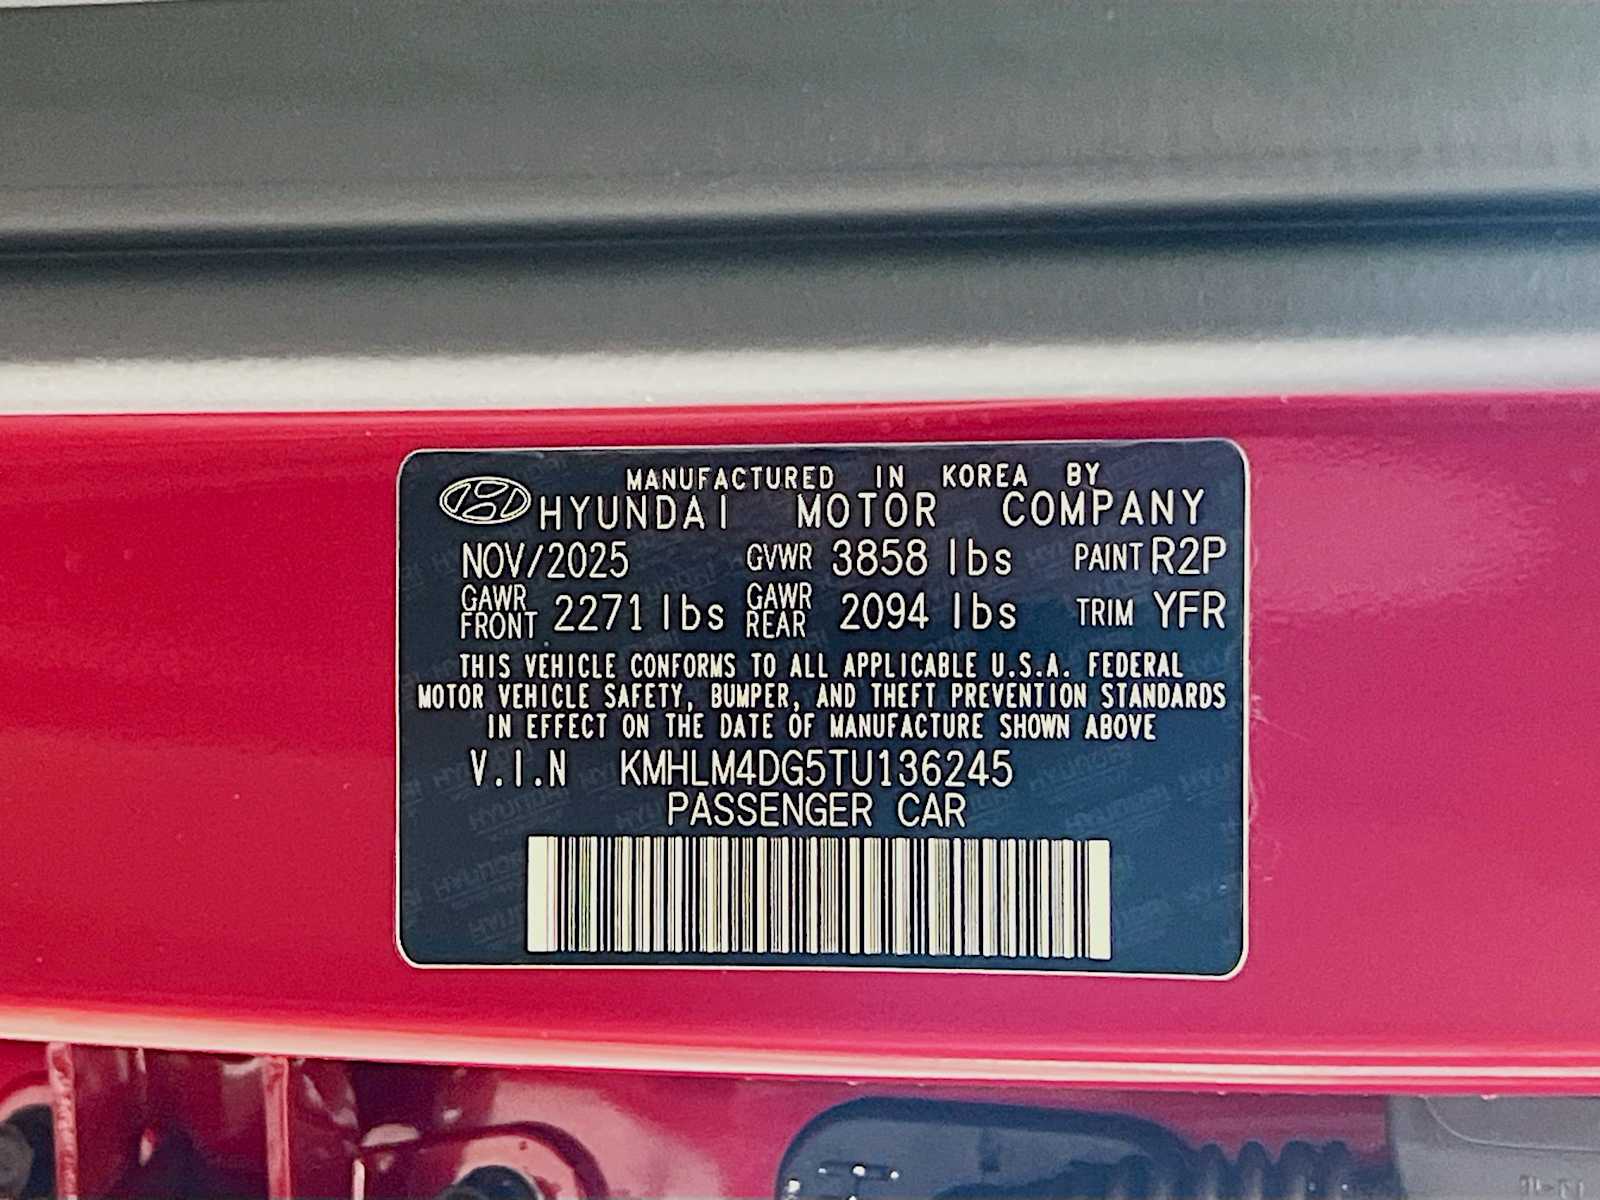 MANUFACTURED IN KOREA BY
HYUNDAI MOTOR COMPANY
NOV/2025 GVWR 3858 lbs PAINT R2P
GAWR FRONT 2271 lbs GAWR REAR 2094 lbs TRIM YFR
THIS VEHICLE CONFORMS TO ALL APPLICABLE U.S.A. FEDERAL
MOTOR VEHICLE SAFETY, BUMPER, AND THEFT PREVENTION STANDARDS
IN EFFECT ON THE DATE OF MANUFACTURE SHOWN ABOVE
V.I.N KMHLM4DG5TU136245
PASSENGER CAR